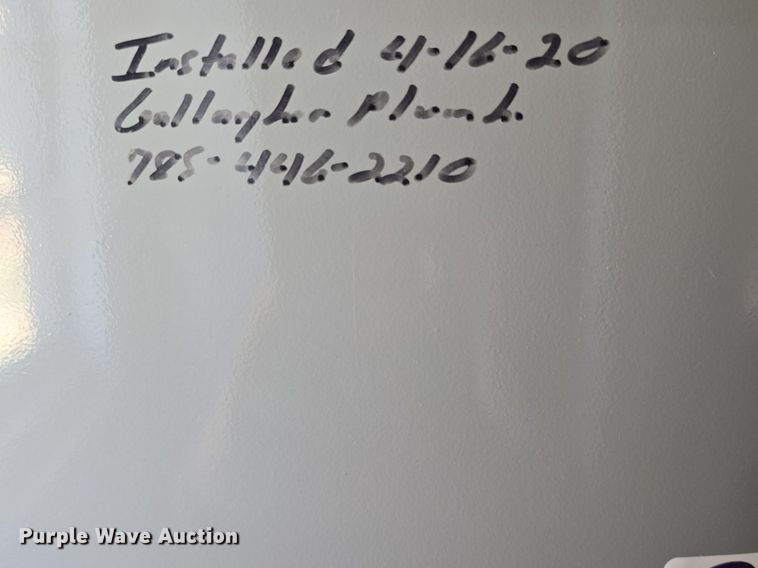 Installed 4-16-20
Gallagher Plumb.
785-446-2210
Purple Wave Auction